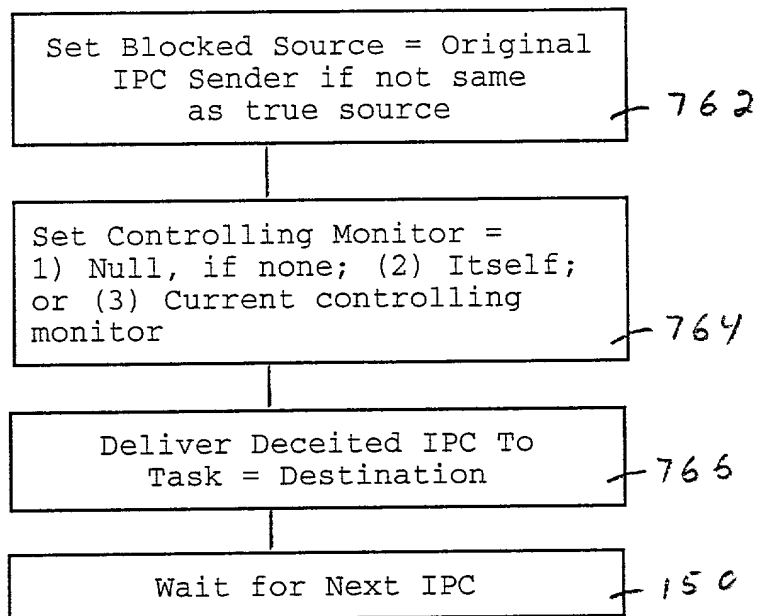 Set Blocked Source = Original
IPC Sender if not same
as true source
762
Set Controlling Monitor =
1) Null, if none; (2) Itself;
or (3) Current controlling
monitor
764
Deliver Deceited IPC To
Task = Destination
766
Wait for Next IPC
150